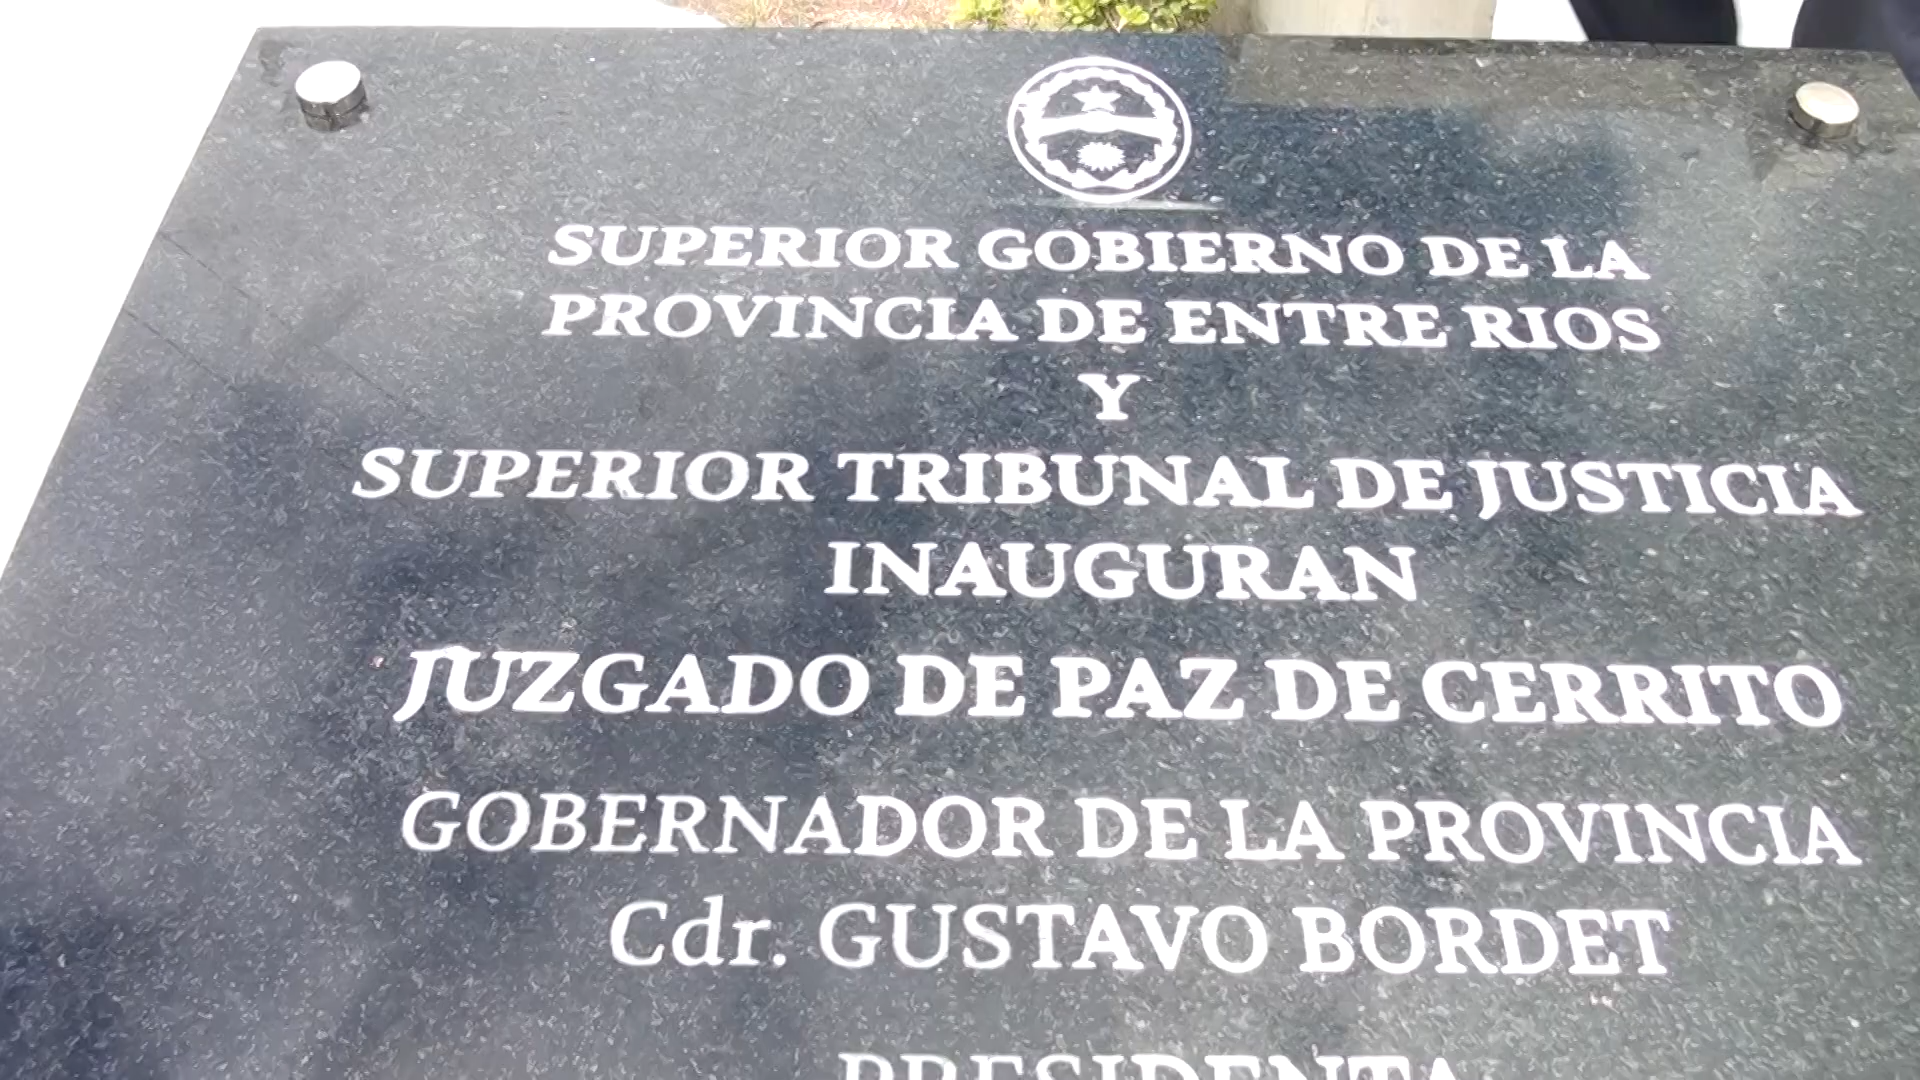 SUPERIOR GOBIERNO DE LA
PROVINCIA DE ENTRE RIOS
Y
SUPERIOR TRIBUNAL DE JUSTICIA
INAUGURAN
JUZGADO DE PAZ DE CERRITO
GOBERNADOR DE LA PROVINCIA
Cdr. GUSTAVO BORDET
PRESIDENTA